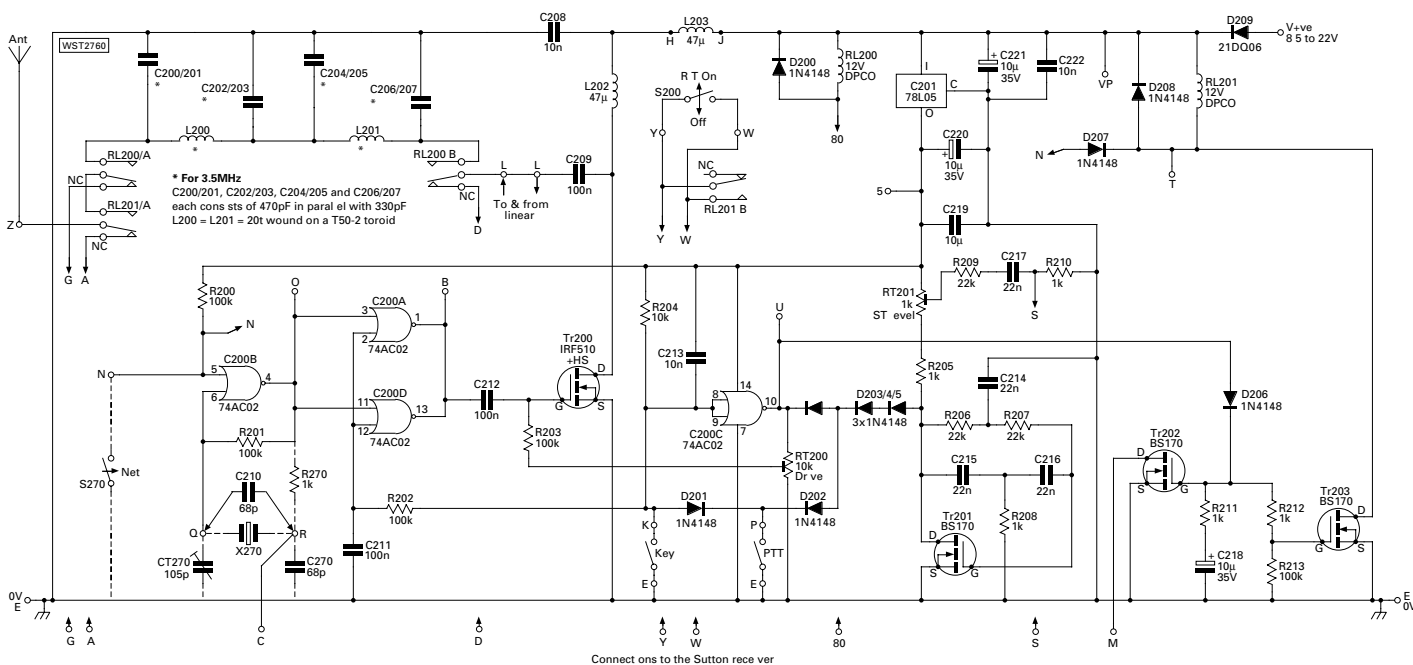 Ant
WST2760
C200/201
*
C202/203
*
C204/205
*
C206/207
*
L200
*
L201
*
RL200/A
NC
RL201/A
NC
Z
G A
* For 3.5MHz
C200/201, C202/203, C204/205 and C206/207
each cons sts of 470pF in paral el with 330pF
L200 = L201 = 20t wound on a T50-2 toroid
RL200 B
NC
D
L L
To & from
linear
C208
10n
C209
100n
L202
47µ
H
L203
47µ
J
S200
R T On
Off
Y
W
NC
RL201 B
Y W
D200
1N4148
RL200
12V
DPCO
80
I
C201
78L05
C
O
C221
+
10µ
35V
C222
10n
VP
D208
1N4148
RL201
12V
DPCO
D209
21DQ06
V+ve
8 5 to 22V
N
D207
1N4148
T
C220
+
10µ
35V
5
C219
10µ
R209
22k
C217
22n
R210
1k
S
RT201
1k
ST evel
R200
100k
N
O
C200A
3
2
1
74AC02
B
N
5
6
C200B
4
74AC02
C200D
11
12
13
74AC02
R201
100k
C210
68p
R270
1k
Net
S270
Q
X270
R
CT270
105p
C270
68p
R202
100k
C211
100n
C212
100n
Tr200
IRF510
+HS
D
G
S
R203
100k
R204
10k
C213
10n
14
8
9
10
7
C200C
74AC02
U
D203/4/5
3x1N4148
RT200
10k
Dr ve
D201
1N4148
D202
1N4148
K
Key
E
P
PTT
E
R205
1k
C214
22n
R206
22k
R207
22k
C215
22n
C216
22n
R208
1k
Tr201
BS170
D
S
G
D206
1N4148
Tr202
BS170
D
S
G
R211
1k
R212
1k
C218
+
10µ
35V
R213
100k
Tr203
BS170
D
G
S
0V
E
E
0V
G A C D Y W 80 S M
Connect ons to the Sutton rece ver